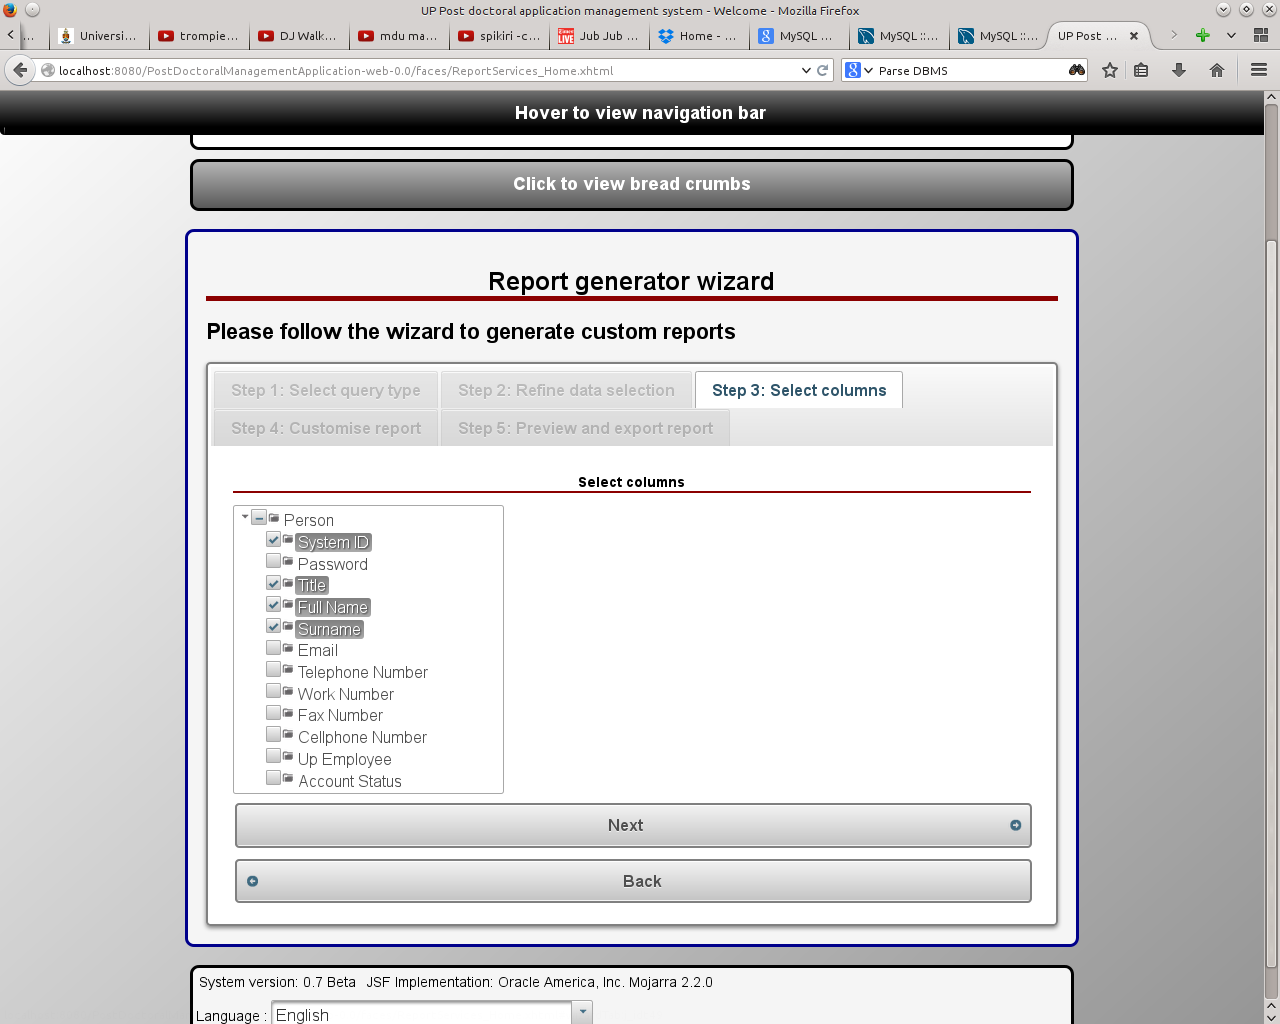 UP Post doctoral application management system - Welcome - Mozilla Firefox
... Universi... trompie... DJ Walk... mdu ma... spikiri -c... Jub Jub ... Home - ... MySQL ... MySQL ::... MySQL ::... UP Post ...
localhost:8080/PostDoctoralManagementApplication-web-0.0/faces/ReportServices_Home.xhtml Parse DBMS
Hover to view navigation bar
Click to view bread crumbs
Report generator wizard
Please follow the wizard to generate custom reports
Step 1: Select query type Step 2: Refine data selection Step 3: Select columns
Step 4: Customise report Step 5: Preview and export report
Select columns
Person
System ID
Password
Title
Full Name
Surname
Email
Telephone Number
Work Number
Fax Number
Cellphone Number
Up Employee
Account Status
Next
Back
System version: 0.7 Beta JSF Implementation: Oracle America, Inc. Mojarra 2.2.0
Language : English